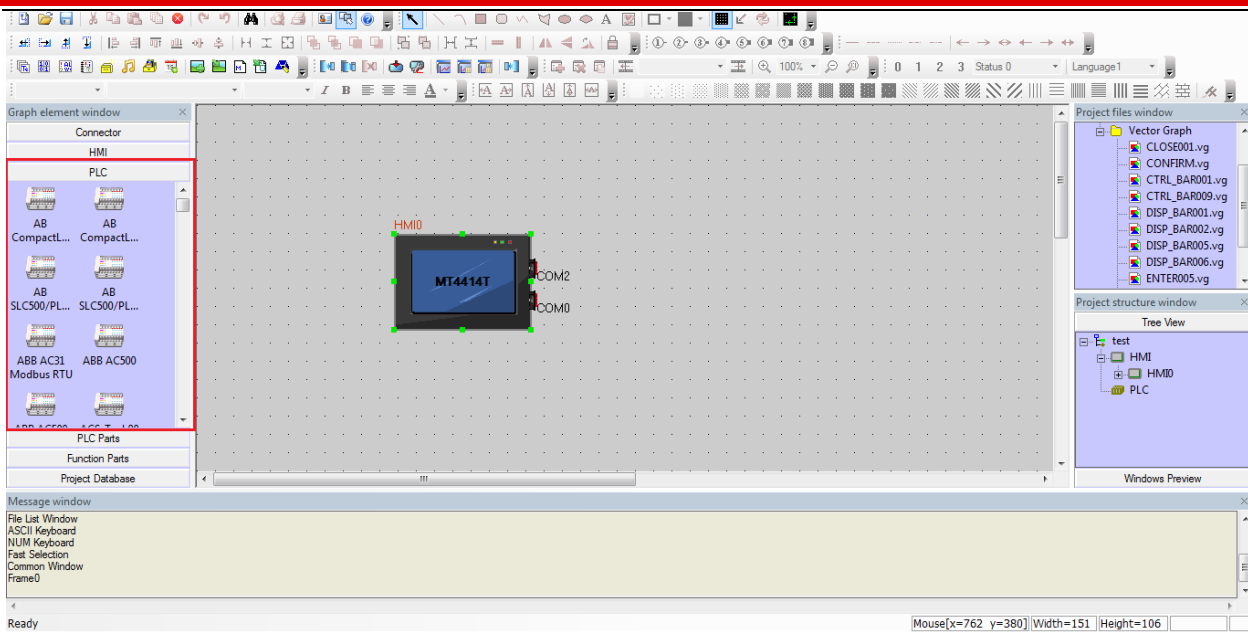 100%
0 1 2 3 Status 0
Language1
I B A
Graph element window
Connector
HMI
PLC
AB CompactL...
AB CompactL...
AB SLC500/PL...
AB SLC500/PL...
ABB AC31 Modbus RTU
ABB AC500
PLC Parts
Function Parts
Project Database
HMI0
MT4414T
COM2
COM0
Project files window
Vector Graph
CLOSE001.vg
CONFIRM.vg
CTRL_BAR001.vg
CTRL_BAR009.vg
DISP_BAR001.vg
DISP_BAR002.vg
DISP_BAR005.vg
DISP_BAR006.vg
ENTER005.vg
Project structure window
Tree View
test
HMI
HMI0
PLC
Windows Preview
Message window
File List Window
ASCII Keyboard
NUM Keyboard
Fast Selection
Common Window
Frame0
Ready
Mouse[x=762 y=380] Width=151 Height=106